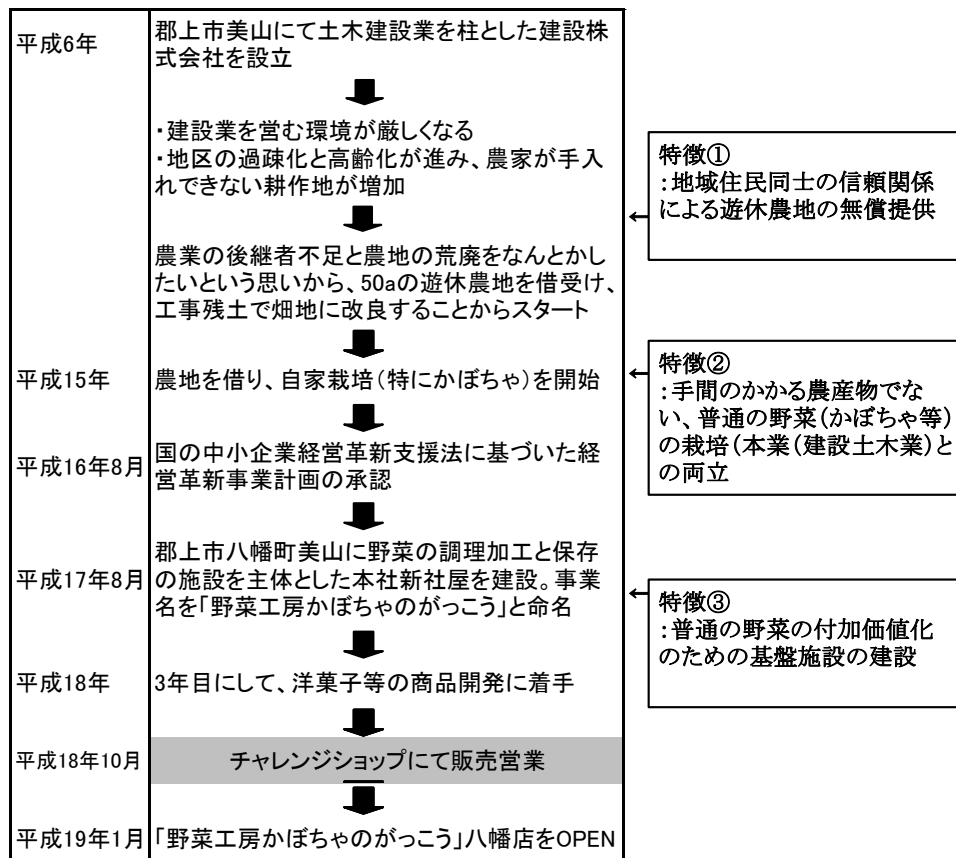 平成6年
郡上市美山にて土木建設業を柱とした建設株
式会社を設立
・建設業を営む環境が厳しくなる
・地区の過疎化と高齢化が進み、農家が手入
れできない耕作地が増加
特徴①
:地域住民同士の信頼関係
による遊休農地の無償提供
農業の後継者不足と農地の荒廃をなんとか
したいという思いから、50aの遊休農地を借受け、
工事残土で畑地に改良することからスタート
平成15年
農地を借り、自家栽培(特にかぼちゃ)を開始
特徴②
:手間のかかる農産物でな
い、普通の野菜(かぼちゃ等)
の栽培(本業(建設土木業)と
の両立
平成16年8月
国の中小企業経営革新支援法に基づいた経
営革新事業計画の承認
平成17年8月
郡上市八幡町美山に野菜の調理加工と保存
の施設を主体とした本社新社屋を建設。事業
名を「野菜工房かぼちゃのがっこう」と命名
特徴③
:普通の野菜の付加価値化
のための基盤施設の建設
平成18年
3年目にして、洋菓子等の商品開発に着手
平成18年10月
チャレンジショップにて販売営業
平成19年1月
「野菜工房かぼちゃのがっこう」八幡店をOPEN